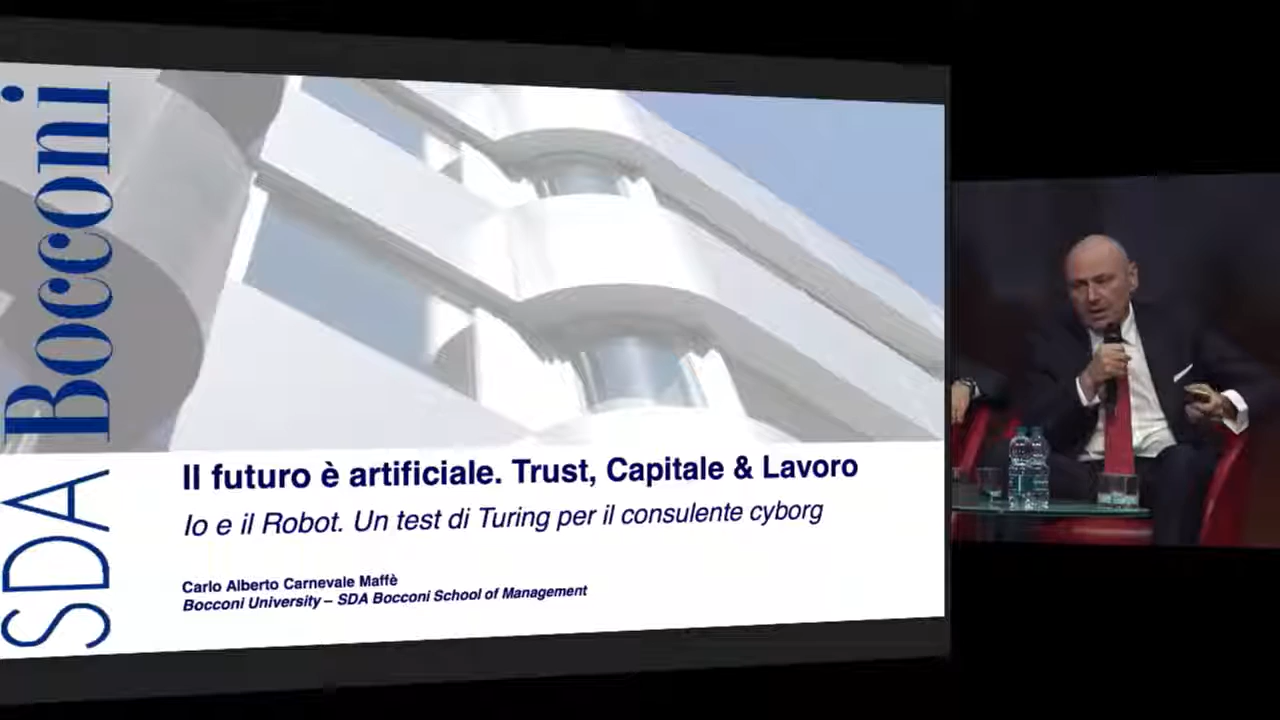 SDA Bocconi
Il futuro è artificiale. Trust, Capitale & Lavoro
Io e il Robot. Un test di Turing per il consulente cyborg
Carlo Alberto Carnevale Maffè
Bocconi University – SDA Bocconi School of Management